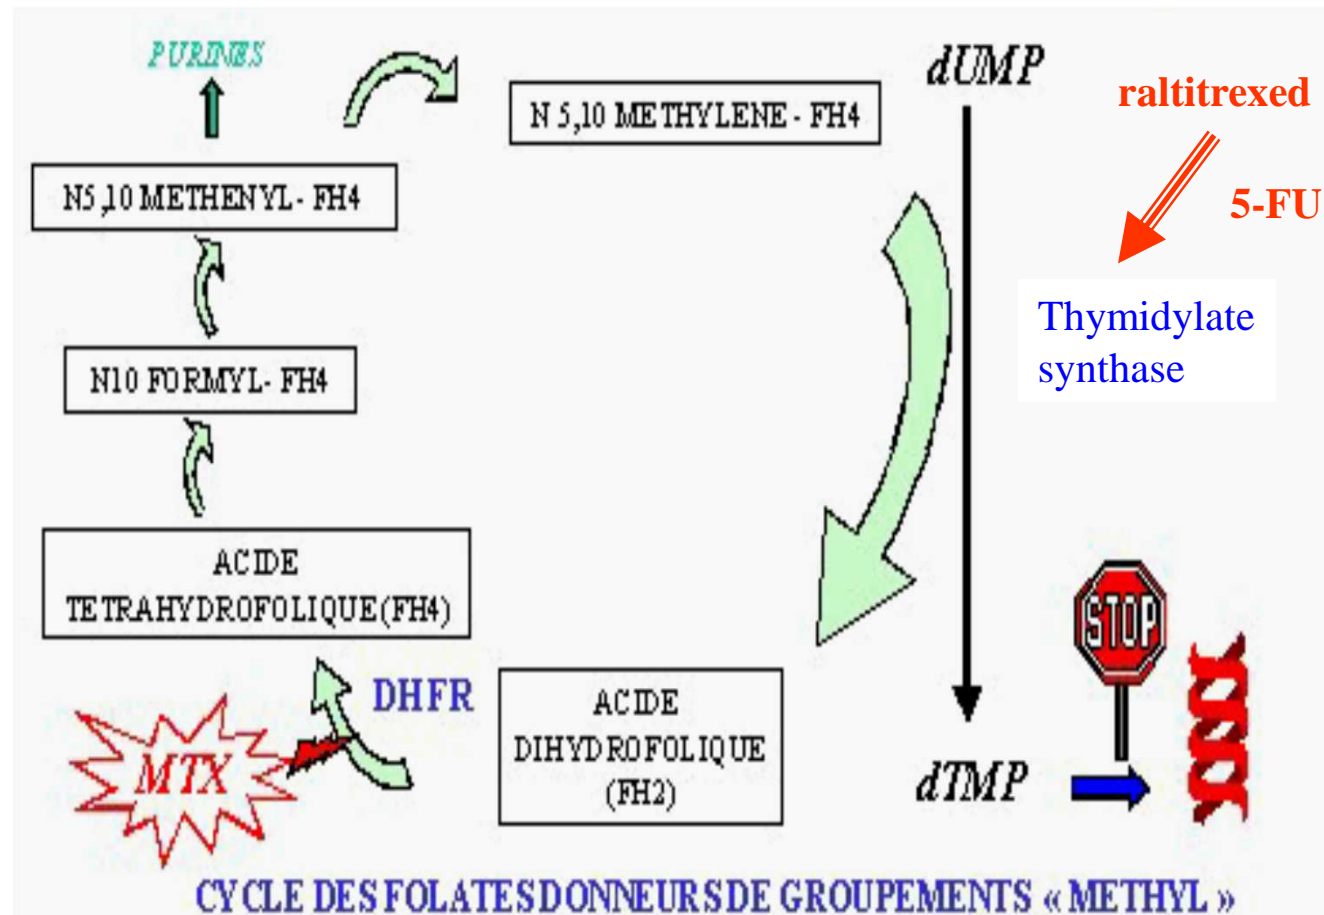 PURINES
N 5,10 METHYLENE - FH4
dUMP
raltitrexed
5-FU
N5,10 METHENYL- FH4
Thymidylate
synthase
N10 FORMYL- FH4
ACIDE
TETRAHYDROFOLIQUE(FH4)
DHFR
MTX
ACIDE
DIHYDROFOLIQUE
(FH2)
STOP
dTMP
CYCLE DES FOLATES DONNEURS DE GROUPEMENTS « METHYL »